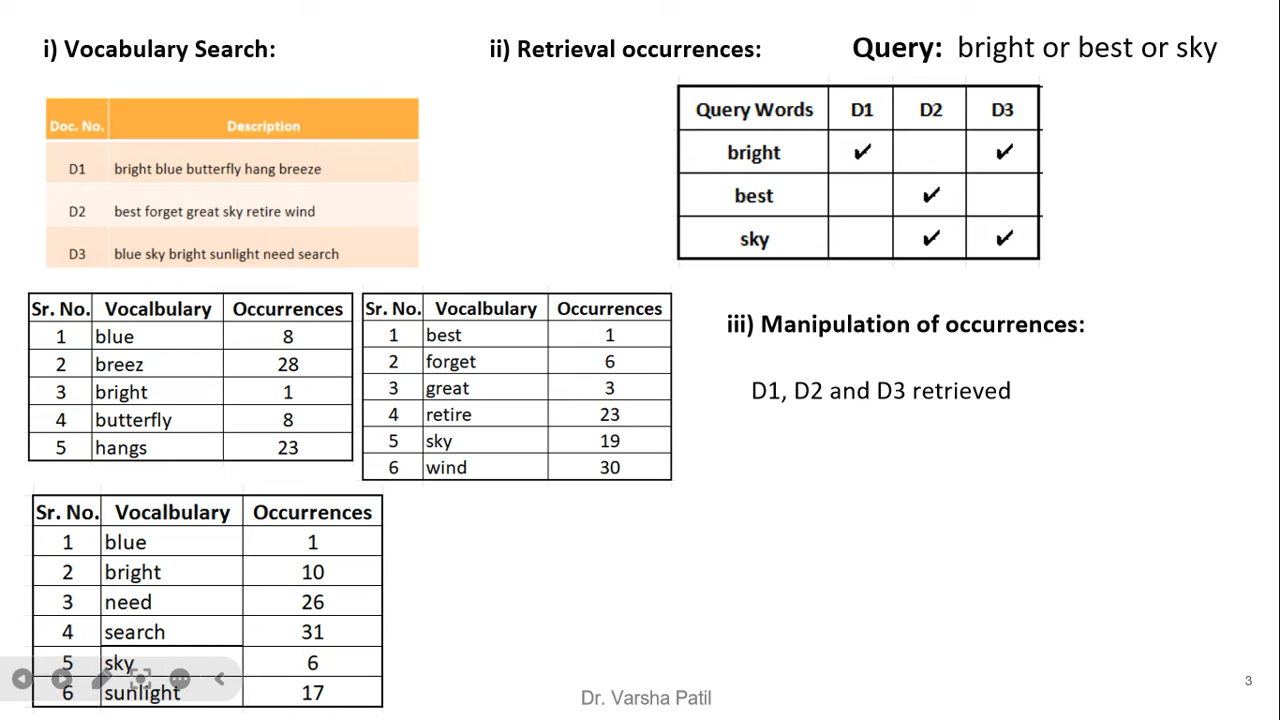 i) Vocabulary Search:
ii) Retrieval occurrences:
Query: bright or best or sky
Doc. No. Description
D1 bright blue butterfly hang breeze
D2 best forget great sky retire wind
D3 blue sky bright sunlight need search
Query Words D1 D2 D3
bright ✔ ✔
best ✔
sky ✔ ✔
Sr. No. Vocalbulary Occurrences
1 blue 8
2 breez 28
3 bright 1
4 butterfly 8
5 hangs 23
Sr. No. Vocalbulary Occurrences
1 best 1
2 forget 6
3 great 3
4 retire 23
5 sky 19
6 wind 30
iii) Manipulation of occurrences:
D1, D2 and D3 retrieved
Sr. No. Vocalbulary Occurrences
1 blue 1
2 bright 10
3 need 26
4 search 31
5 sky 6
6 sunlight 17
Dr. Varsha Patil
3